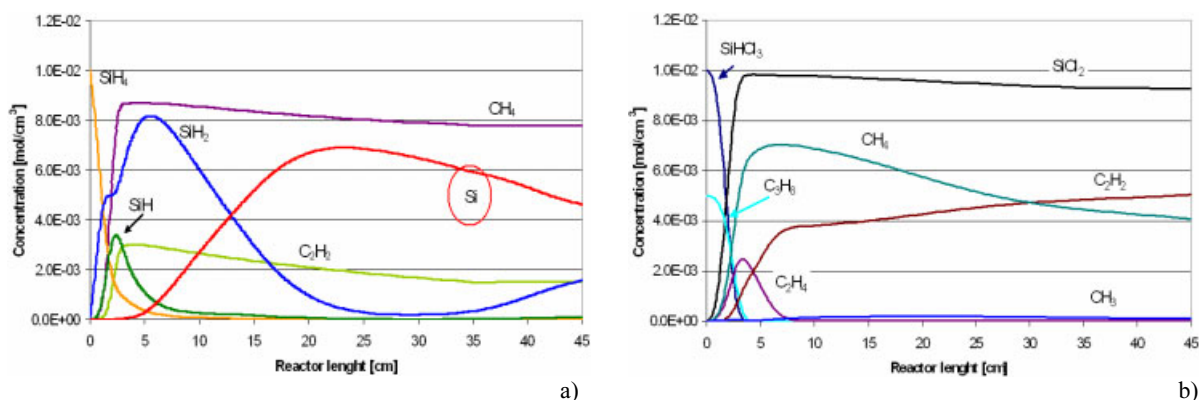 1.2E-02
1.0E-02
8.0E-03
6.0E-03
4.0E-03
2.0E-03
0.0E+00
Concentration [mol/cm³]
SiH₄
CH₄
SiH₂
Si
SiH
C₂H₂
0 5 10 15 20 25 30 35 40 45
Reactor lenght [cm]
a)
1.2E-02
1.0E-02
8.0E-03
6.0E-03
4.0E-03
2.0E-03
0.0E+00
Concentration [mol/cm³]
SiHCl₃
SiCl₂
CH₄
C₃H₈
C₂H₂
C₂H₄
CH₃
0 5 10 15 20 25 30 35 40 45
Reactor lenght [cm]
b)